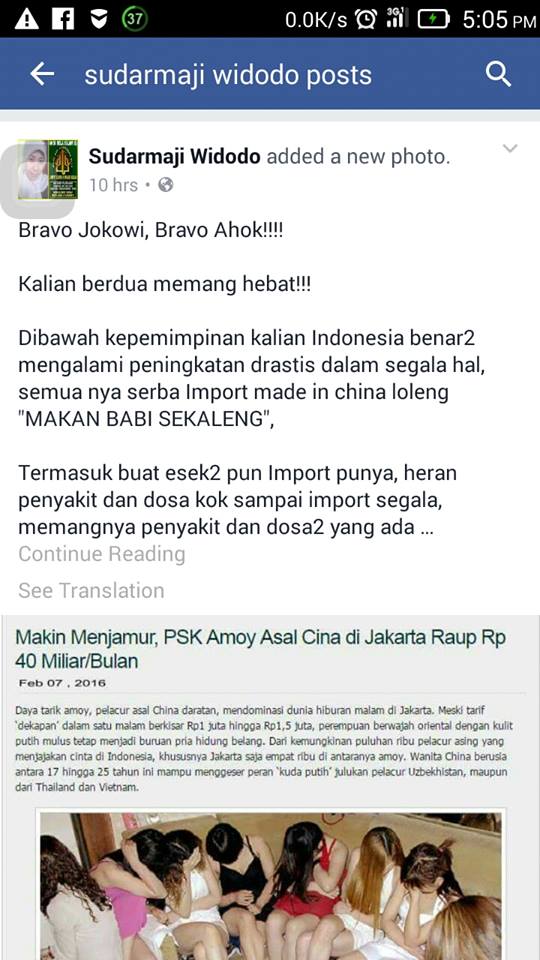 37
0.0K/s
3G
5:05 PM
sudarmaji widodo posts
Sudarmaji Widodo added a new photo.
10 hrs
Bravo Jokowi, Bravo Ahok!!!!
Kalian berdua memang hebat!!!
Dibawah kepemimpinan kalian Indonesia benar2
mengalami peningkatan drastis dalam segala hal,
semua nya serba Import made in china loleng
"MAKAN BABI SEKALENG",
Termasuk buat esek2 pun Import punya, heran
penyakit dan dosa kok sampai import segala,
memangnya penyakit dan dosa2 yang ada ...
Continue Reading
See Translation
Makin Menjamur, PSK Amoy Asal Cina di Jakarta Raup Rp
40 Miliar/Bulan
Feb 07 , 2016
Daya tarik amoy, pelacur asal China daratan, mendominasi dunia hiburan malam di Jakarta. Meski tarif
'dekapan' dalam satu malam berkisar Rp1 juta hingga Rp1,5 juta, perempuan berwajah oriental dengan kulit
putih mulus tetap menjadi buruan pria hidung belang. Dari kemungkinan puluhan ribu pelacur asing yang
menjajakan cinta di Indonesia, khususnya Jakarta saja empat ribu di antaranya amoy. Wanita China berusia
antara 17 hingga 25 tahun ini mampu menggeser peran 'kuda putih' julukan pelacur Uzbekhistan, maupun
dari Thailand dan Vietnam.